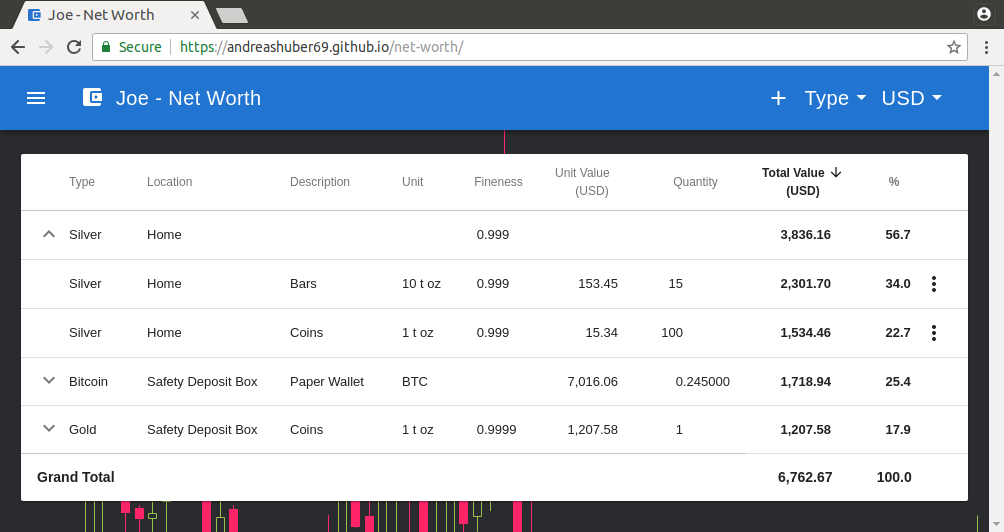 Joe - Net Worth
Secure https://andreashuber69.github.io/net-worth/
Joe - Net Worth + Type USD
Type Location Description Unit Fineness Unit Value (USD) Quantity Total Value (USD) %
Silver Home 0.999 3,836.16 56.7
Silver Home Bars 10 t oz 0.999 153.45 15 2,301.70 34.0
Silver Home Coins 1 t oz 0.999 15.34 100 1,534.46 22.7
Bitcoin Safety Deposit Box Paper Wallet BTC 7,016.06 0.245000 1,718.94 25.4
Gold Safety Deposit Box Coins 1 t oz 0.9999 1,207.58 1 1,207.58 17.9
Grand Total 6,762.67 100.0